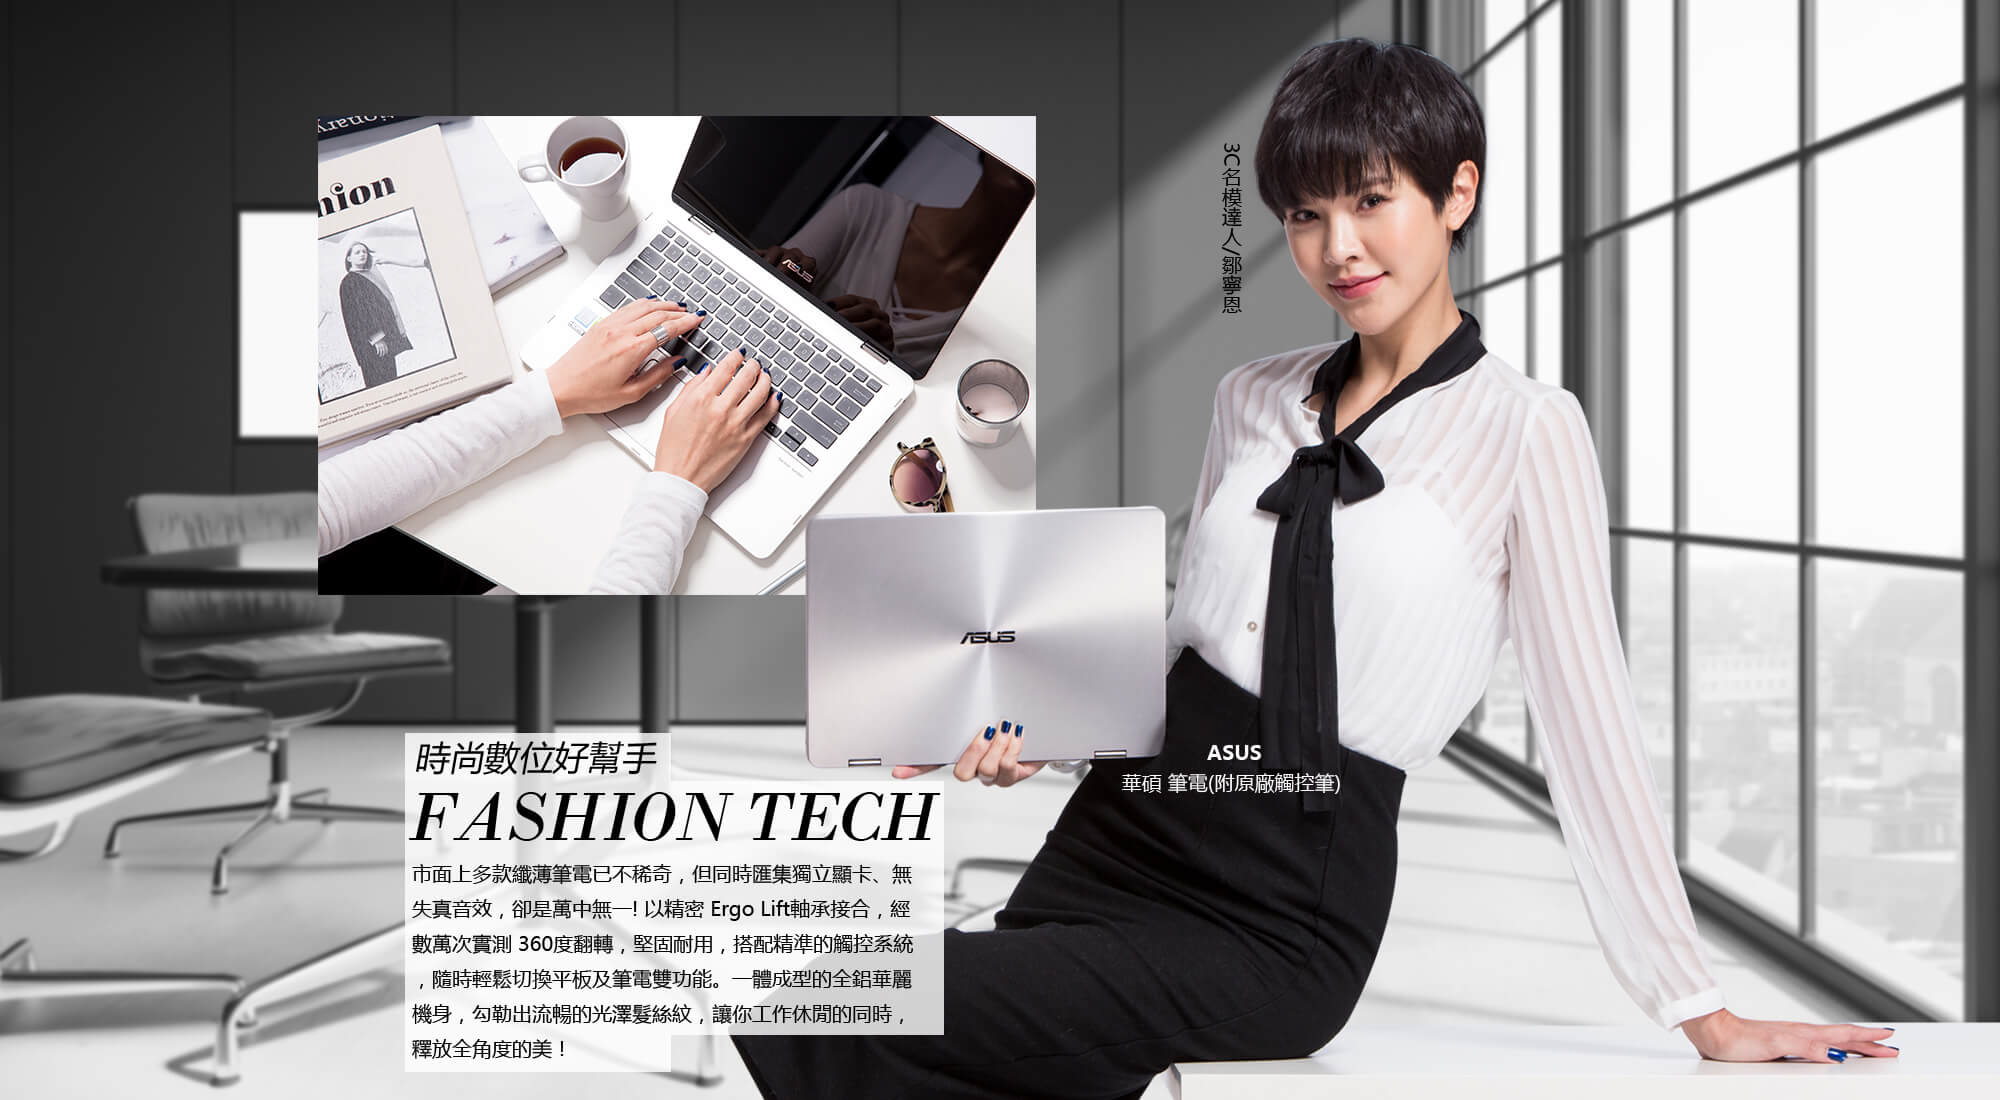 3C名模達人/鄒寧恩
hion
ASUS
ASUS
ASUS
華碩 筆電(附原廠觸控筆)
時尚數位好幫手
FASHION TECH
市面上多款纖薄筆電已不稀奇，但同時匯集獨立顯卡、無
失真音效，卻是萬中無一! 以精密 Ergo Lift軸承接合，經
數萬次實測 360度翻轉，堅固耐用，搭配精準的觸控系統
，隨時輕鬆切換平板及筆電雙功能。一體成型的全鋁華麗
機身，勾勒出流暢的光澤髮絲紋，讓你工作休閒的同時，
釋放全角度的美！